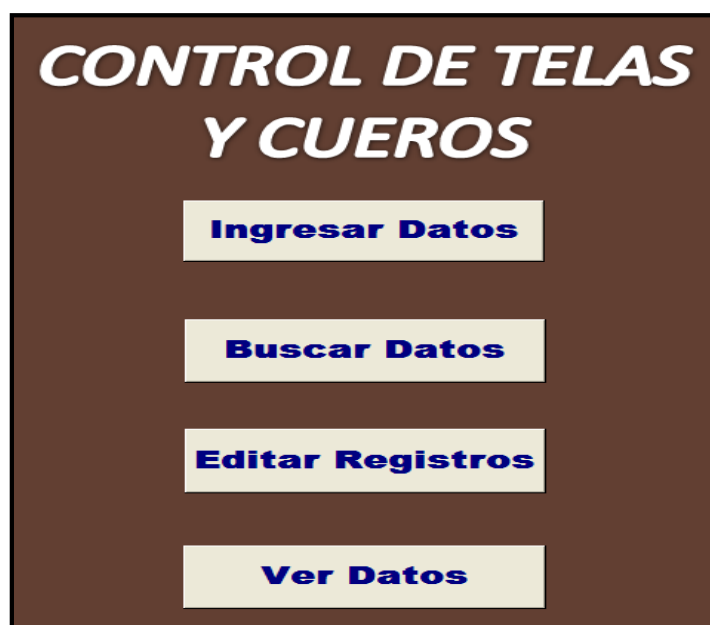 CONTROL DE TELAS
Y CUEROS
Ingresar Datos
Buscar Datos
Editar Registros
Ver Datos